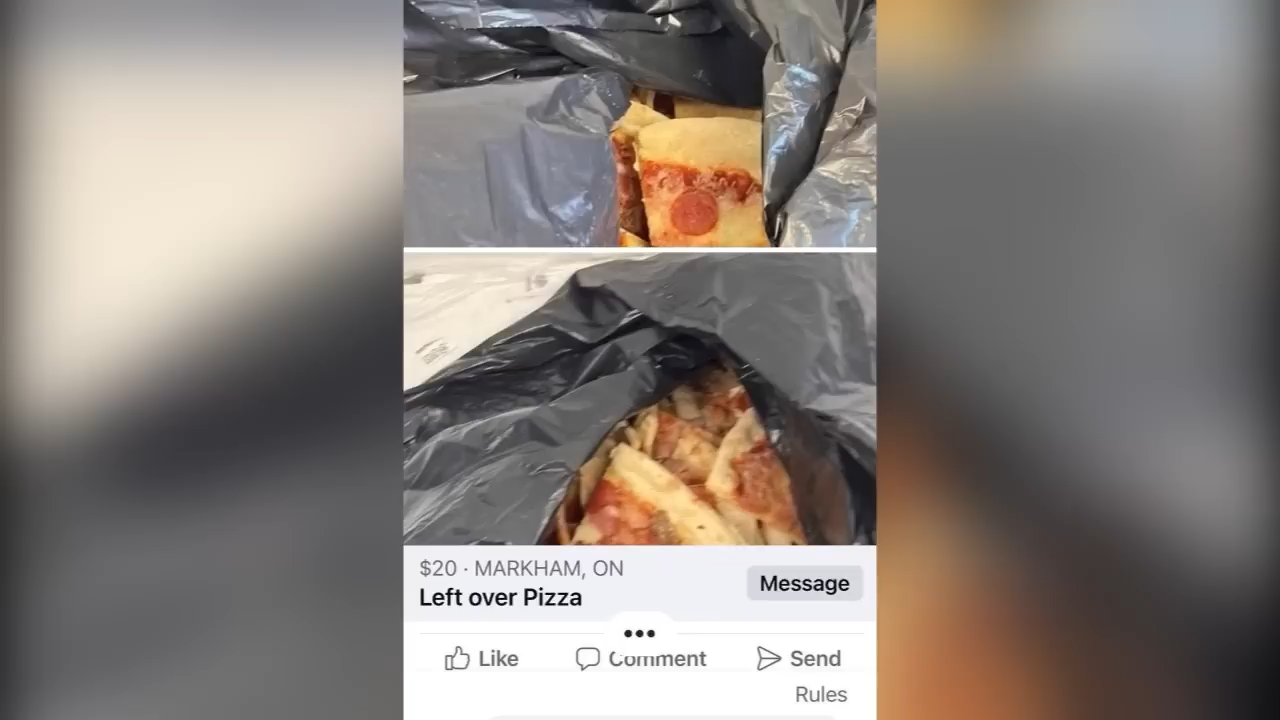 $20 · MARKHAM, ON
Left over Pizza
Message
Like
Comment
Send
Rules